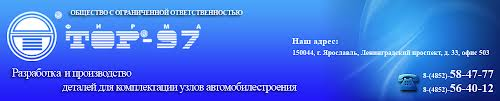 ОБЩЕСТВО С ОГРАНИЧЕННОЙ ОТВЕТСТВЕННОСТЬЮ
ФИРМА
ТОР-97
Наш адрес:
150044, г. Ярославль, Ленинградский проспект, д. 33, офис 503
Разработка и производство
деталей для комплектации узлов автомобилестроения
8-(4852)-58-47-77
8-(4852)-56-40-12